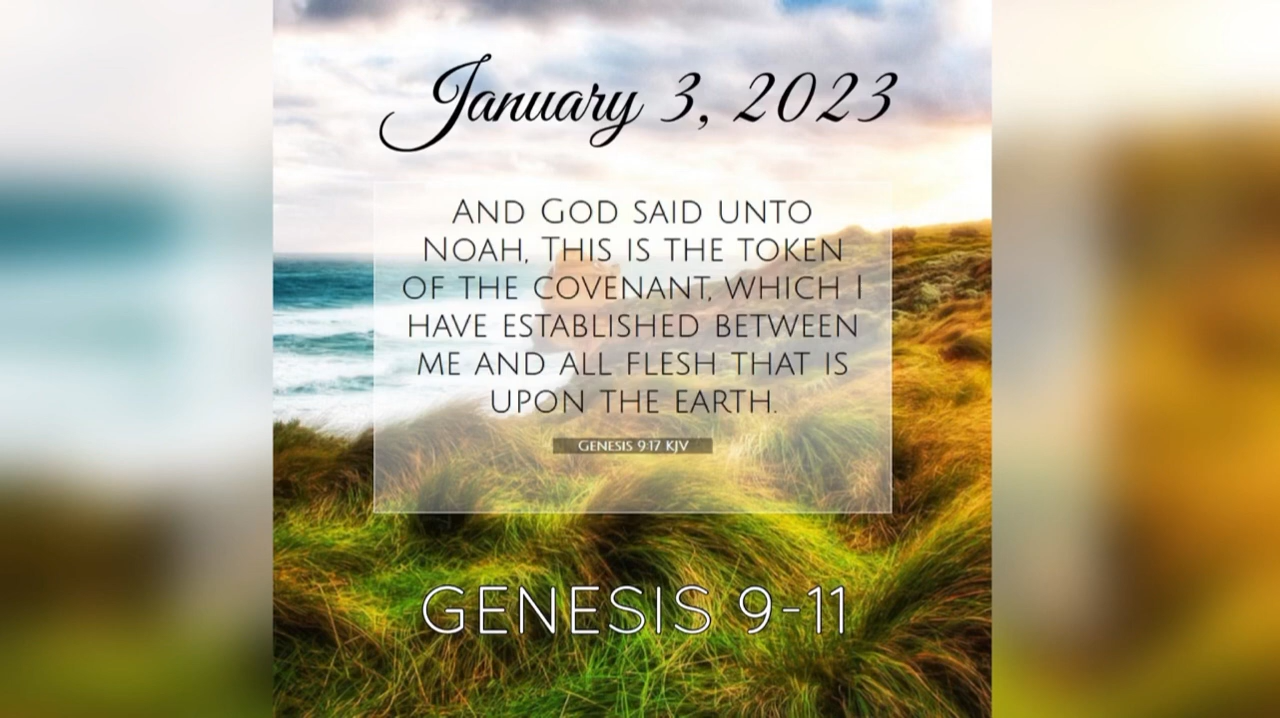 January 3, 2023
AND GOD SAID UNTO
NOAH, THIS IS THE TOKEN
OF THE COVENANT, WHICH I
HAVE ESTABLISHED BETWEEN
ME AND ALL FLESH THAT IS
UPON THE EARTH.
GENESIS 9:17 KJV
GENESIS 9-11